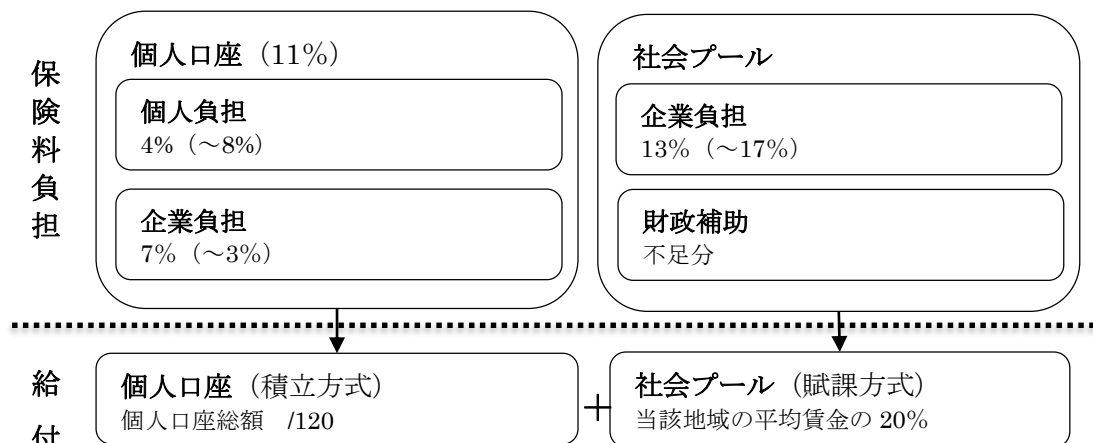 保険料負担
個人口座（11%）
個人負担
4%（～8%）
企業負担
7%（～3%）
社会プール
企業負担
13%（～17%）
財政補助
不足分
給付
個人口座（積立方式）
個人口座総額 /120
＋
社会プール（賦課方式）
当該地域の平均賃金の 20%